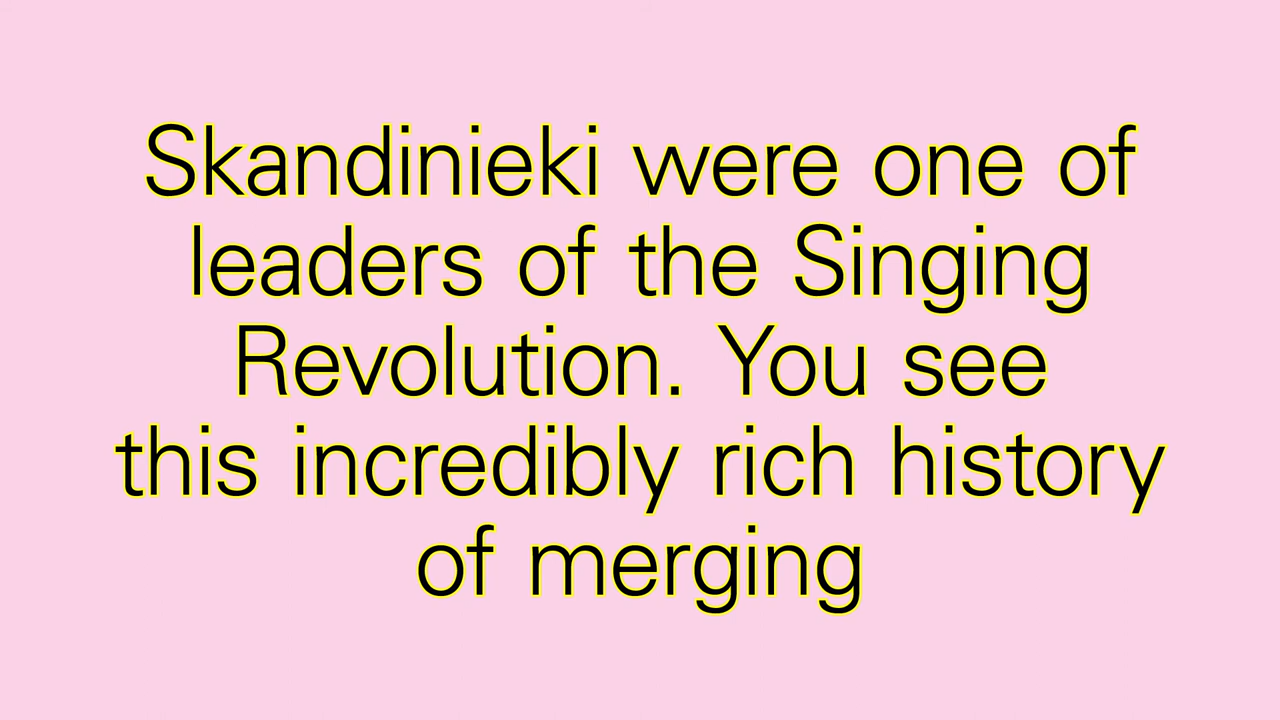 Skandinieki were one of
leaders of the Singing
Revolution. You see
this incredibly rich history
of merging